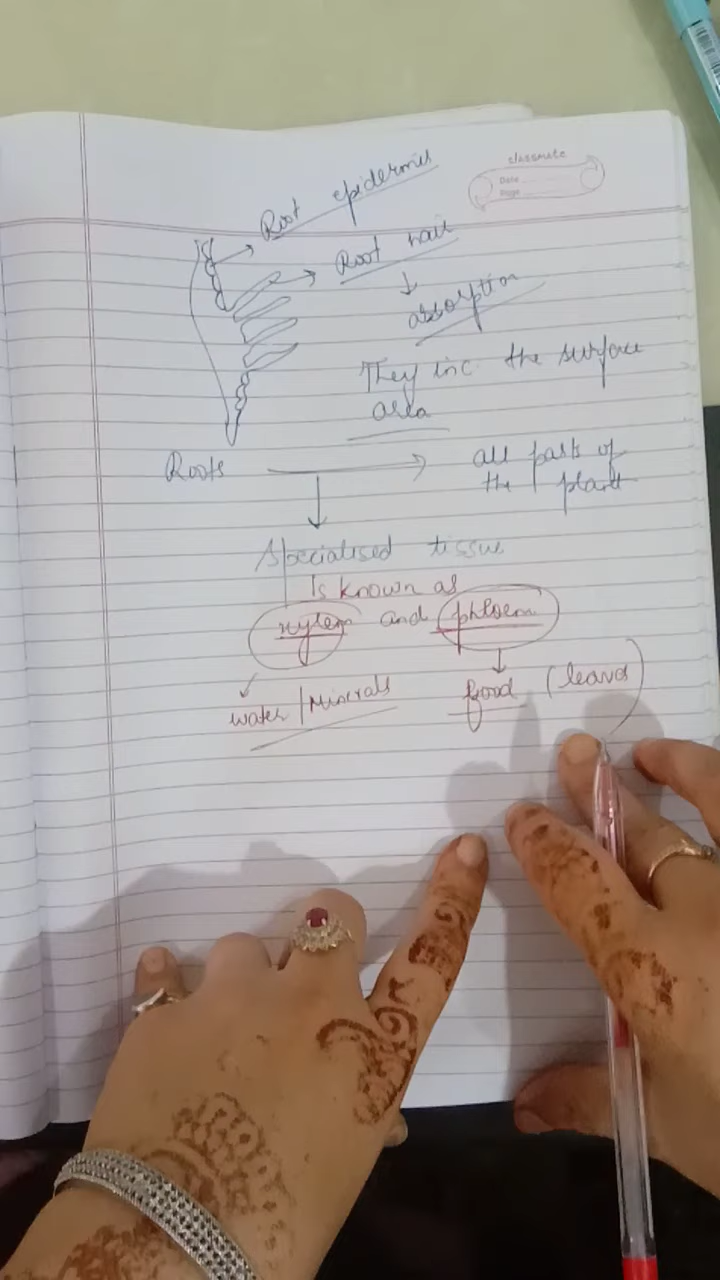 classmate
Date
Page
Root epidermis
Root hair
absorption
They inc. the surface
area
Roots
all parts of
the plant
Specialised tissue
Is known as
xylem and phloem
water / Minerals
food (leaves)